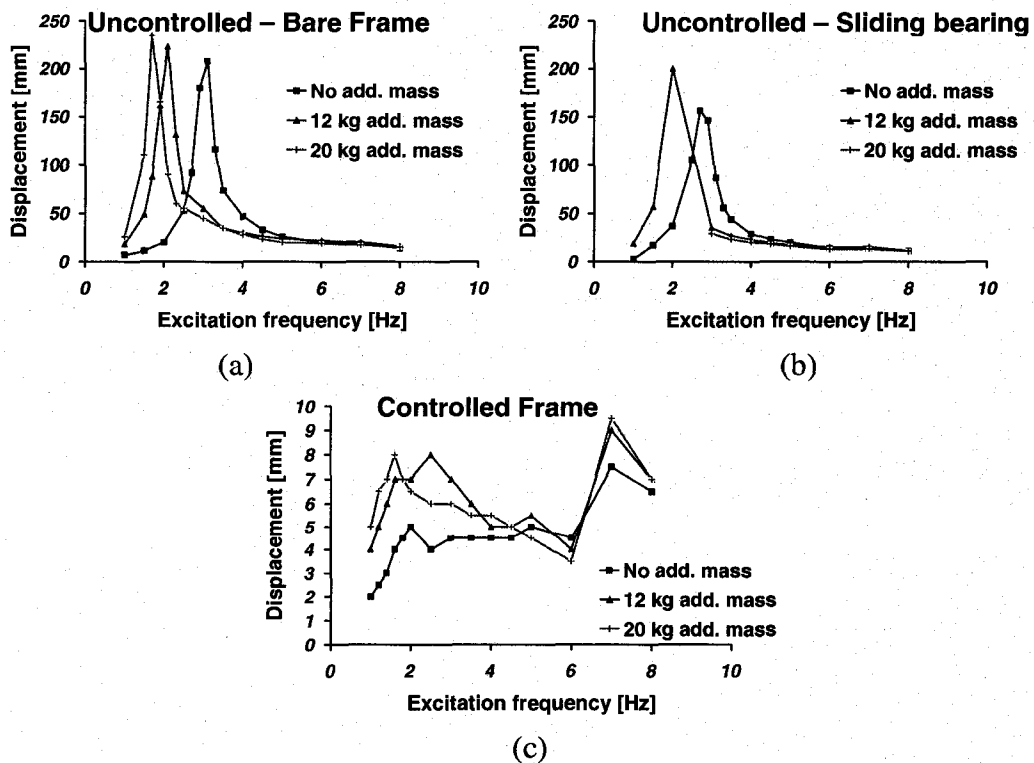 Uncontrolled – Bare Frame
Displacement [mm]
250
200
150
100
50
0
No add. mass
12 kg add. mass
20 kg add. mass
0 2 4 6 8 10
Excitation frequency [Hz]
(a)
Uncontrolled – Sliding bearing
Displacement [mm]
250
200
150
100
50
0
No add. mass
12 kg add. mass
20 kg add. mass
0 2 4 6 8 10
Excitation frequency [Hz]
(b)
Controlled Frame
Displacement [mm]
10
9
8
7
6
5
4
3
2
1
0
No add. mass
12 kg add. mass
20 kg add. mass
0 2 4 6 8 10
Excitation frequency [Hz]
(c)